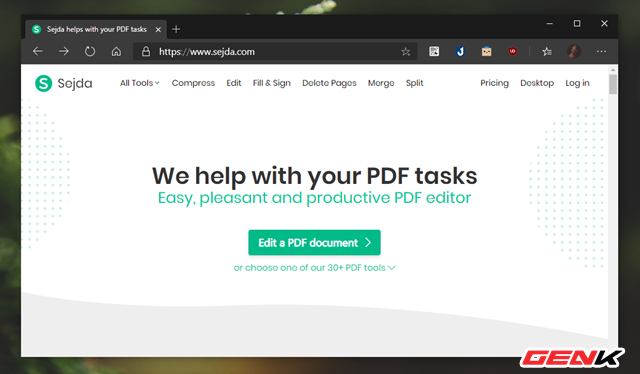 Sejda helps with your PDF tasks
https://www.sejda.com
Sejda
All Tools
Compress
Edit
Fill & Sign
Delete Pages
Merge
Split
Pricing
Desktop
Log in
We help with your PDF tasks
Easy, pleasant and productive PDF editor
Edit a PDF document
or choose one of our 30+ PDF tools
GENK